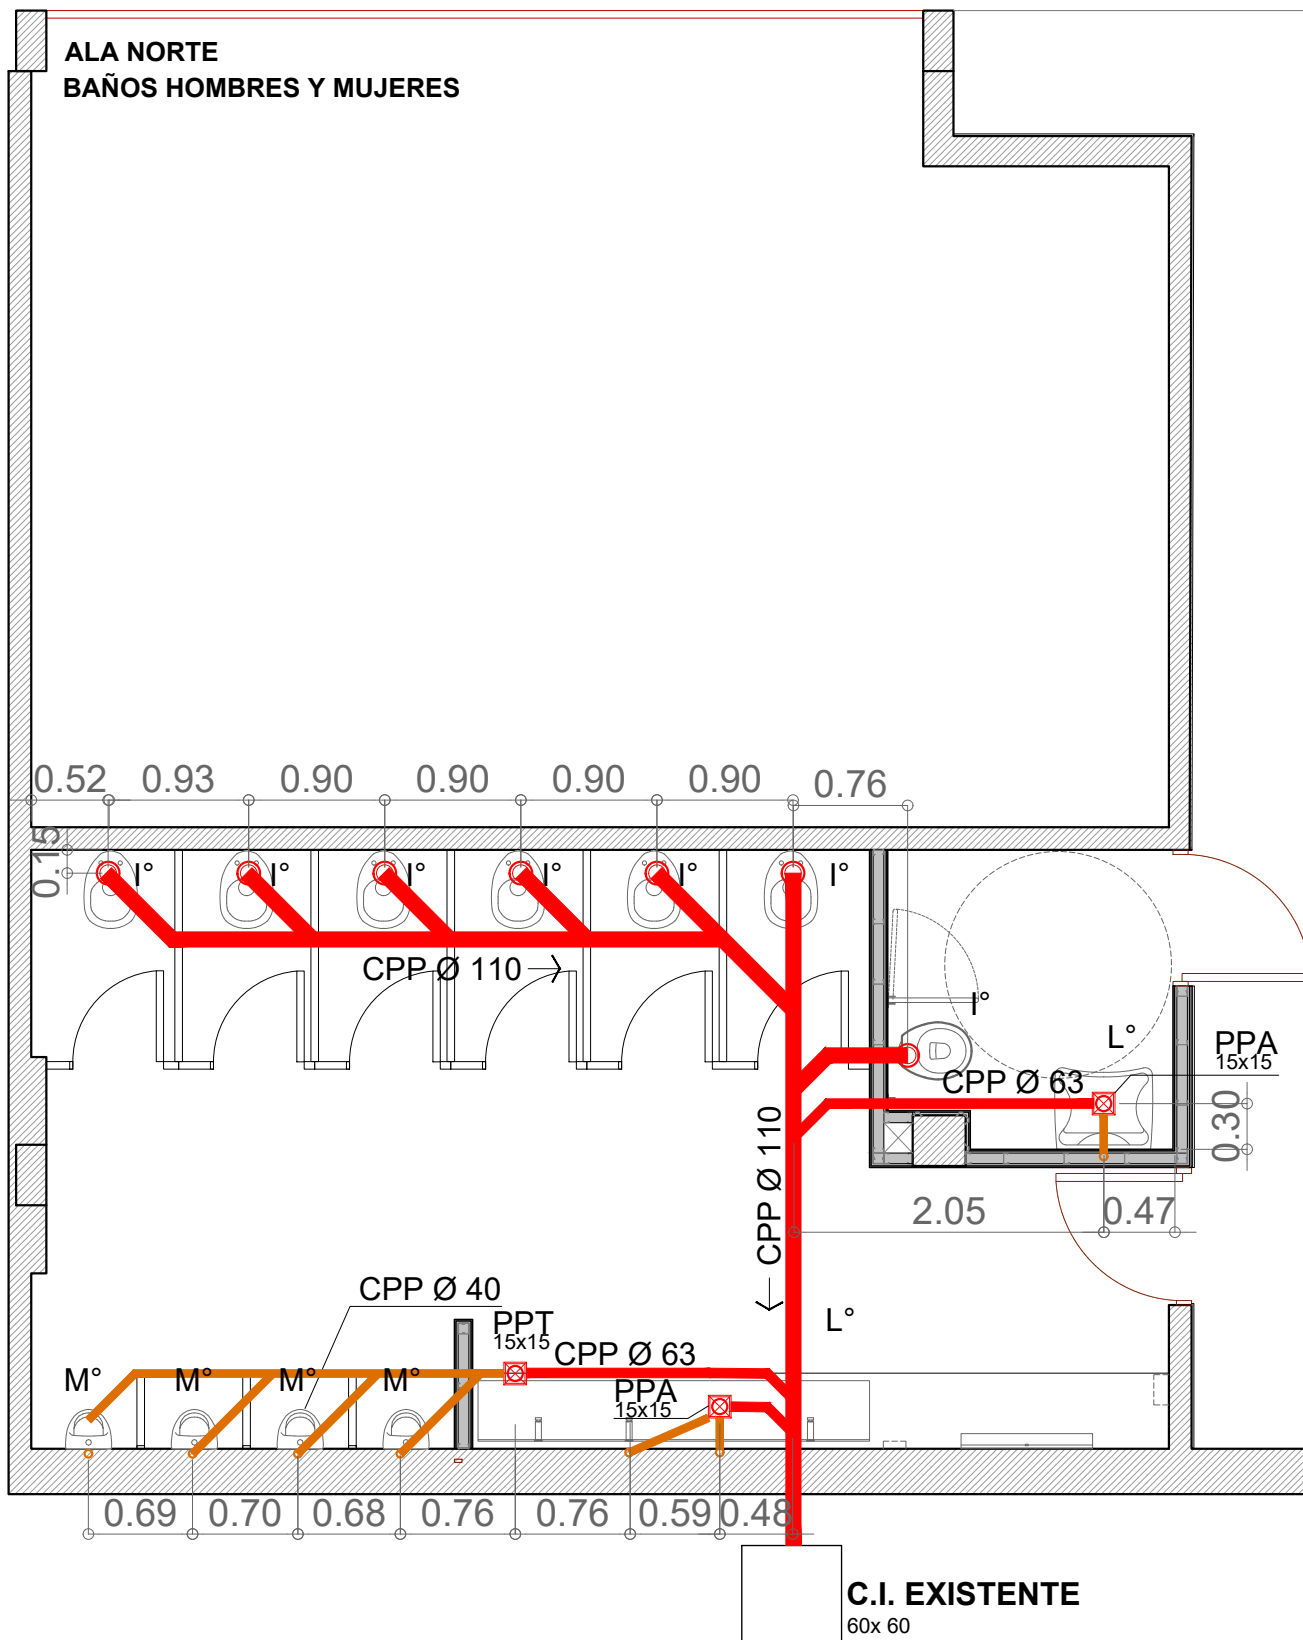 ALA NORTE
BAÑOS HOMBRES Y MUJERES
0.52
0.93
0.90
0.90
0.90
0.90
0.76
0.15
I°
I°
I°
I°
I°
I°
CPP Ø 110
I°
L°
PPA
15x15
CPP Ø 63
0.30
CPP Ø 110
2.05
0.47
CPP Ø 40
PPT
15x15
L°
CPP Ø 63
M°
M°
M°
M°
PPA
15x15
0.69
0.70
0.68
0.76
0.76
0.59
0.48
C.I. EXISTENTE
60x 60